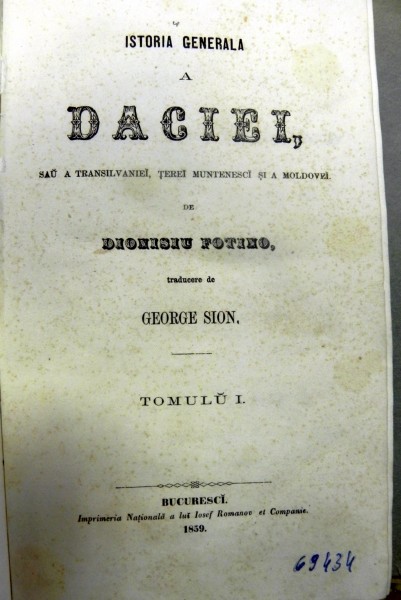 ISTORIA GENERALA
A
DACIEI,
SAŬ A TRANSILVANIEĬ, ȚEREĬ MUNTENESCĬ ȘI A MOLDOVEĬ.
DE
DIONISIU FOTINO,
traducere de
GEORGE SION.
TOMULŬ I.
BUCURESCĬ.
Imprimeria Națională a luĭ Iosef Romanov et Companie.
1859.
69434